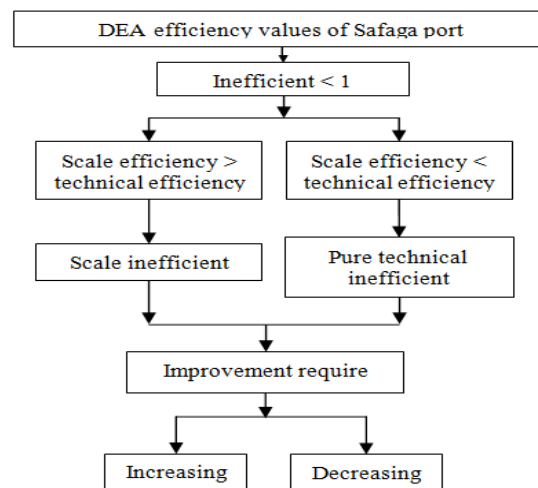 DEA efficiency values of Safaga port
Inefficient < 1
Scale efficiency >
technical efficiency
Scale efficiency <
technical efficiency
Scale inefficient
Pure technical
inefficient
Improvement require
Increasing
Decreasing